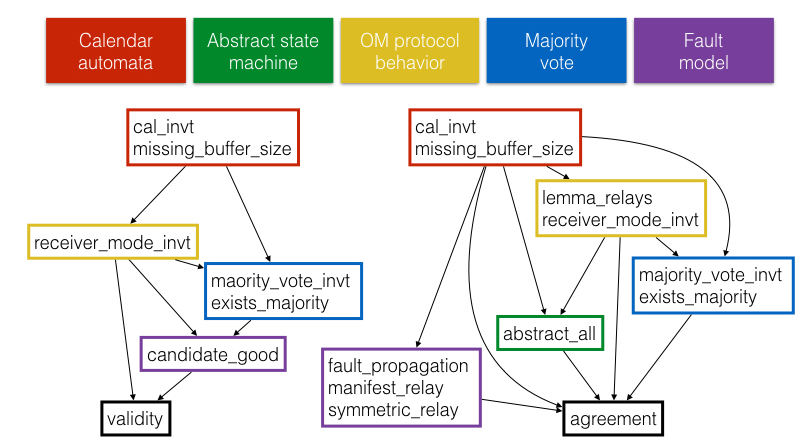 Calendar
automata
Abstract state
machine
OM protocol
behavior
Majority
vote
Fault
model
cal_invt
missing_buffer_size
receiver_mode_invt
maority_vote_invt
exists_majority
candidate_good
validity
cal_invt
missing_buffer_size
lemma_relays
receiver_mode_invt
majority_vote_invt
exists_majority
abstract_all
fault_propagation
manifest_relay
symmetric_relay
agreement